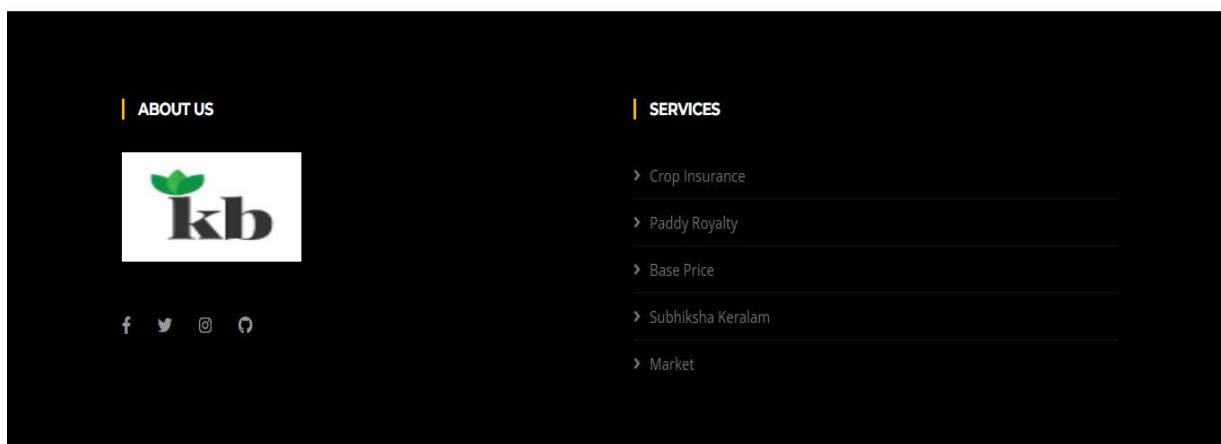 ABOUT US
kb
SERVICES
Crop Insurance
Paddy Royalty
Base Price
Subhiksha Keralam
Market